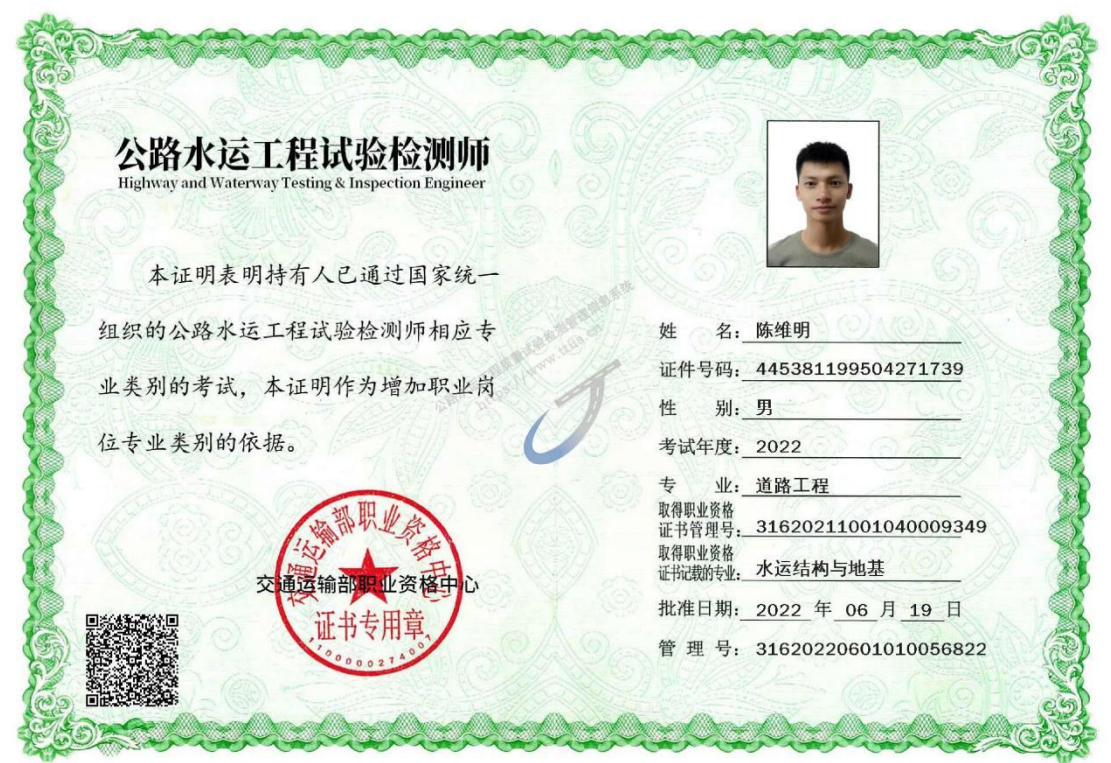 公路水运工程试验检测师
Highway and Waterway Testing & Inspection Engineer
本证明表明持有人已通过国家统一
组织的公路水运工程试验检测师相应专
业类别的考试，本证明作为增加职业岗
位专业类别的依据。
交通运输部职业资格中心
交通运输部职业资格中心
证书专用章
姓 名：陈维明
证件号码：445381199504271739
性 别：男
考试年度：2022
专 业：道路工程
取得职业资格
证书管理号：31620211001040009349
取得职业资格
证书记载的专业：水运结构与地基
批准日期：2022 年 06 月 19 日
管 理 号：31620220601010056822